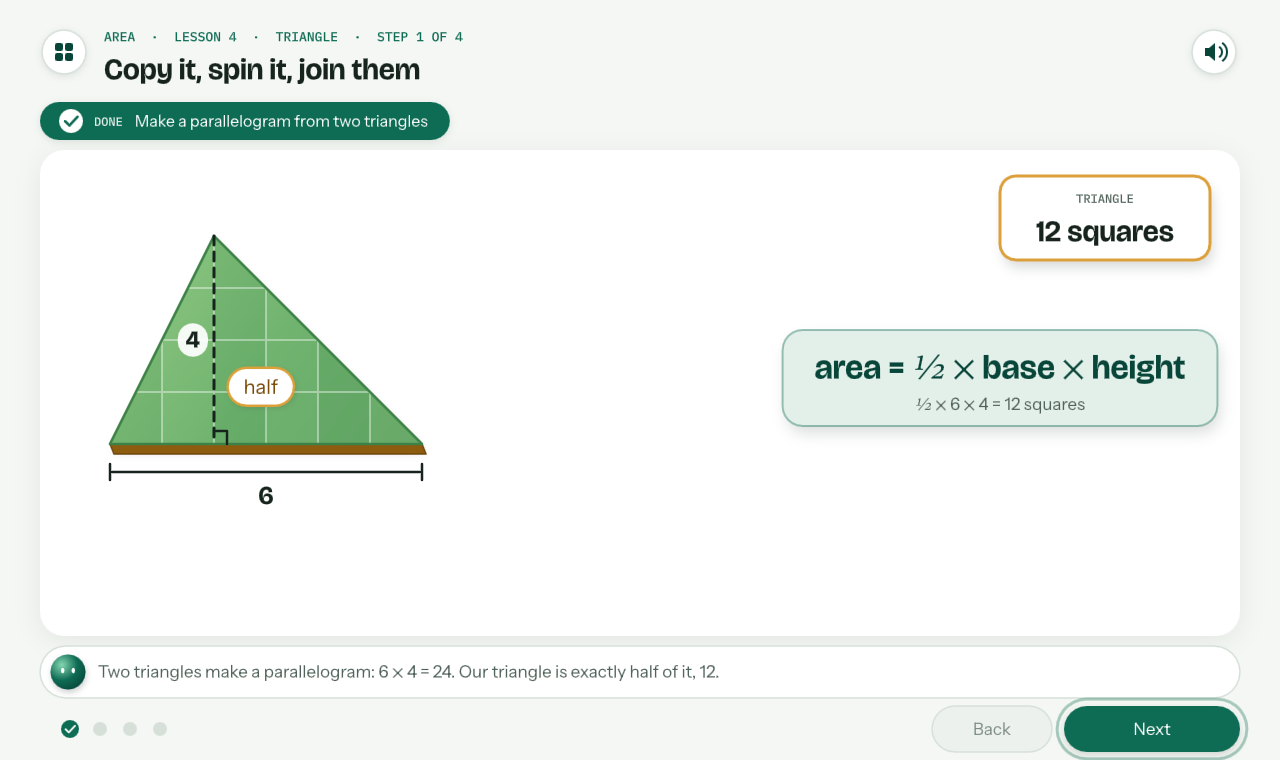 AREA · LESSON 4 · TRIANGLE · STEP 1 OF 4
Copy it, spin it, join them
DONE Make a parallelogram from two triangles
TRIANGLE
12 squares
4
half
area = ½ × base × height
½ × 6 × 4 = 12 squares
6
Two triangles make a parallelogram: 6 × 4 = 24. Our triangle is exactly half of it, 12.
Back
Next